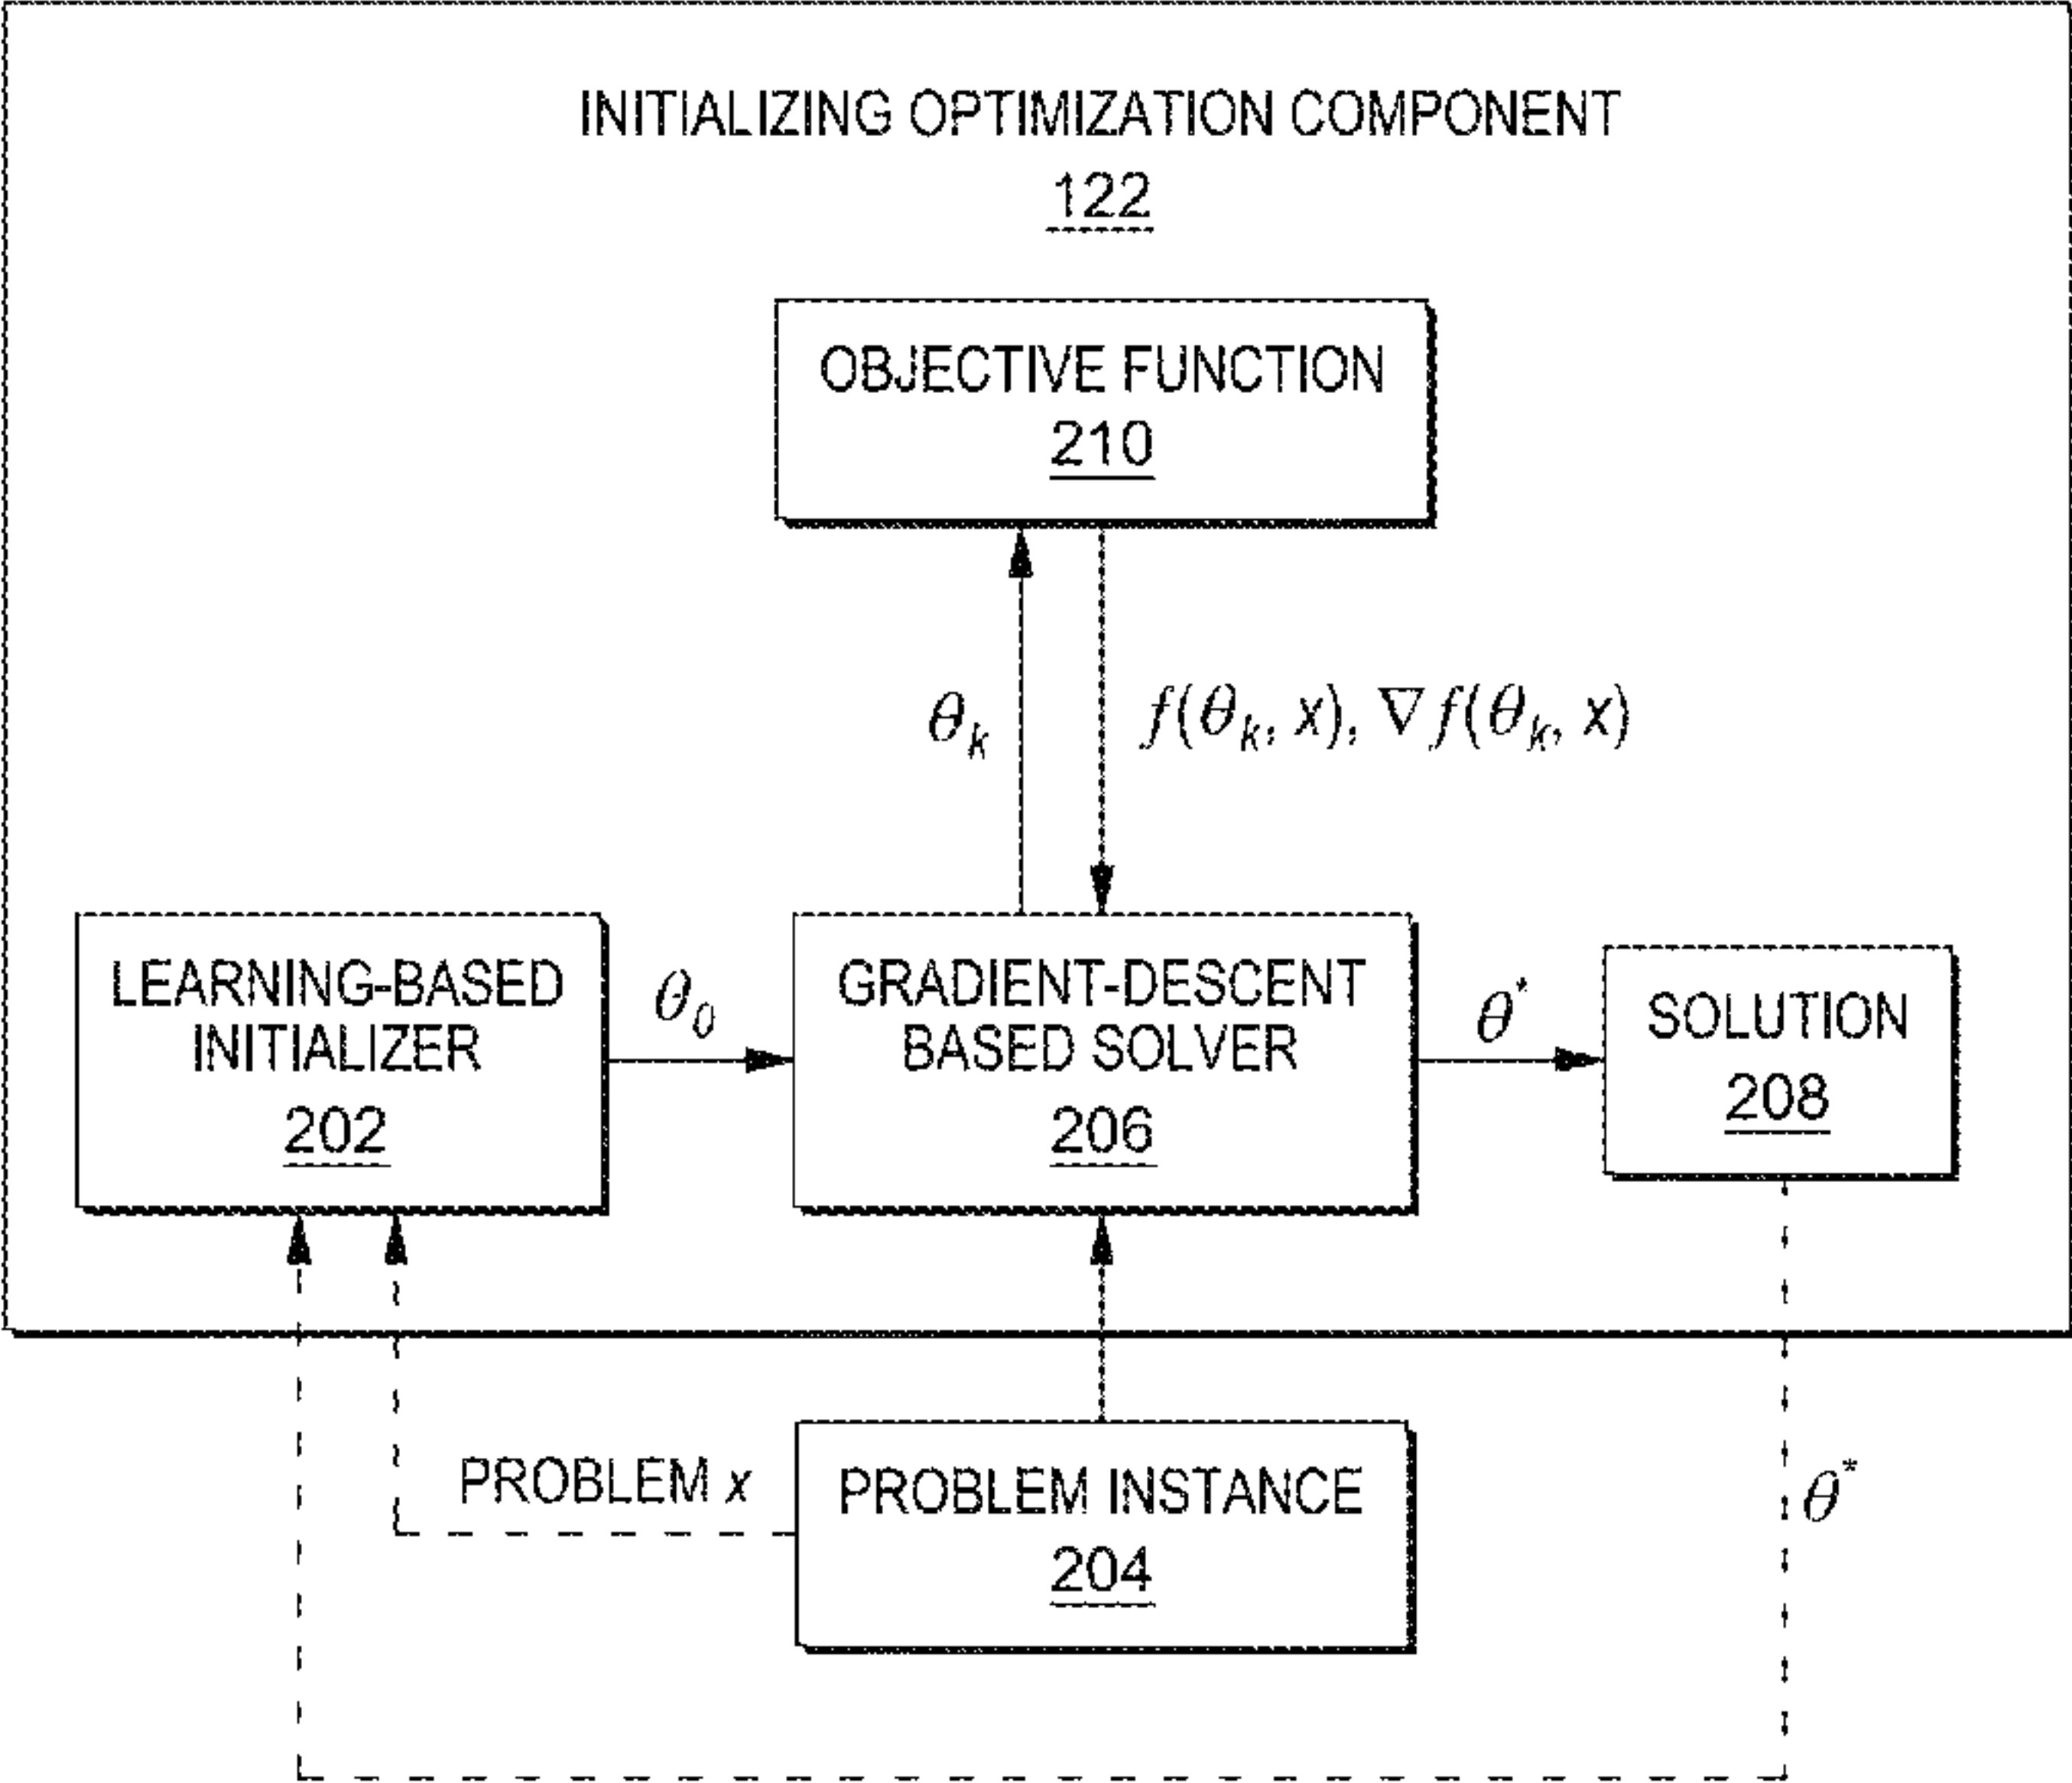 INITIALIZING OPTIMIZATION COMPONENT
122
OBJECTIVE FUNCTION
210
θₖ
f(θₖ, x), ∇f(θₖ, x)
LEARNING-BASED
INITIALIZER
202
θ₀
GRADIENT-DESCENT
BASED SOLVER
206
θ*
SOLUTION
208
PROBLEM x
PROBLEM INSTANCE
204
θ*